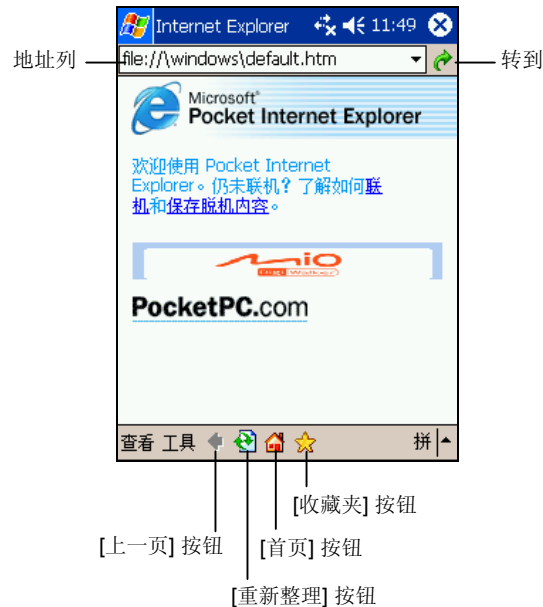 Internet Explorer 11:49
地址列
file://\windows\default.htm
转到
Microsoft®
Pocket Internet Explorer
欢迎使用 Pocket Internet
Explorer。仍未联机？了解如何联
机和保存脱机内容。
mio
DigiWalker
PocketPC.com
查看 工具 拼
[收藏夹] 按钮
[上一页] 按钮
[首页] 按钮
[重新整理] 按钮